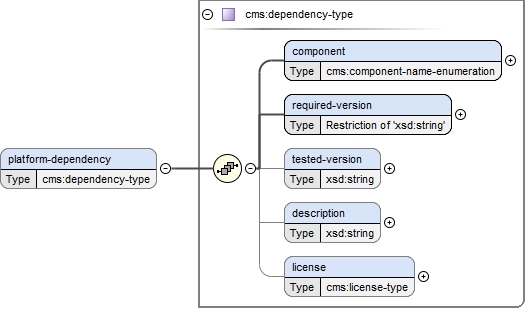 cms:dependency-type
component
Type cms:component-name-enumeration
required-version
Type Restriction of 'xsd:string'
platform-dependency
Type cms:dependency-type
tested-version
Type xsd:string
description
Type xsd:string
license
Type cms:license-type